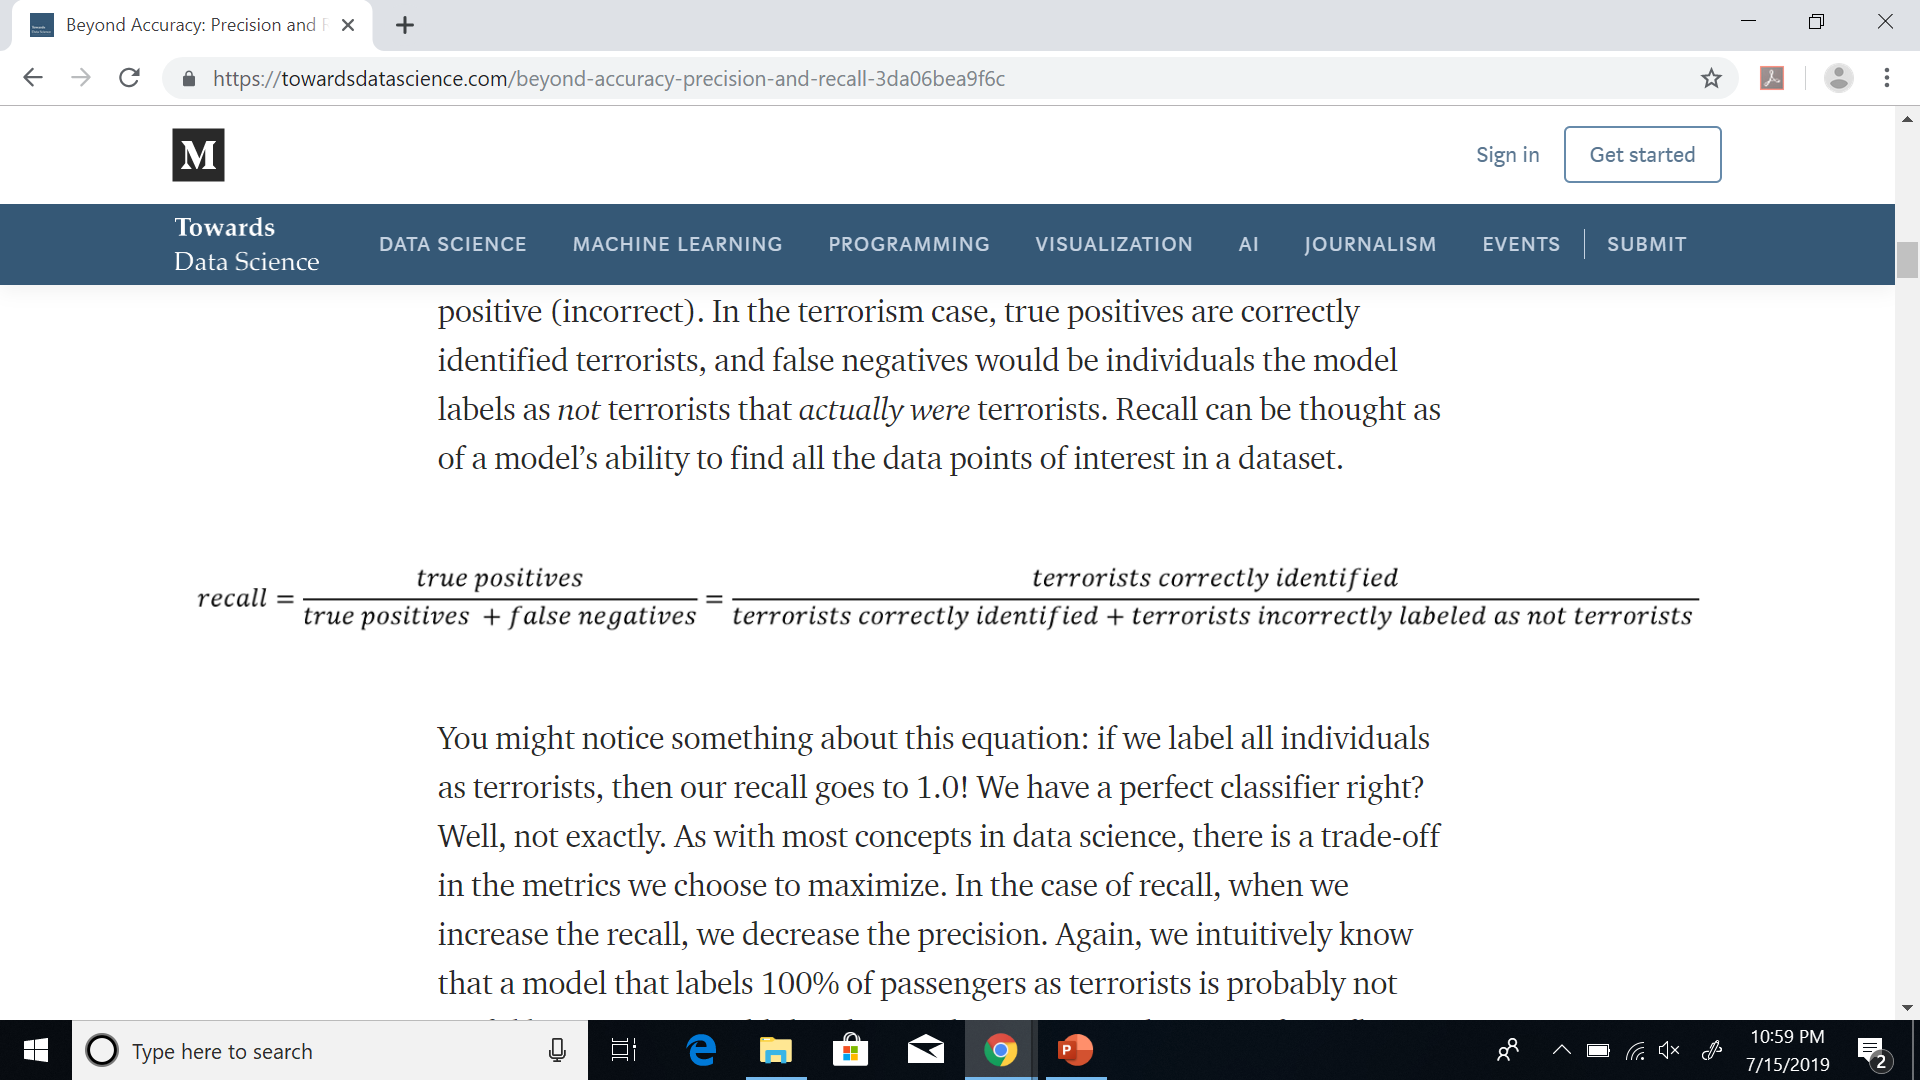 Beyond Accuracy: Precision and
https://towardsdatascience.com/beyond-accuracy-precision-and-recall-3da06bea9f6c
M
Sign in
Get started
Towards
Data Science
DATA SCIENCE
MACHINE LEARNING
PROGRAMMING
VISUALIZATION
AI
JOURNALISM
EVENTS
SUBMIT
positive (incorrect). In the terrorism case, true positives are correctly
identified terrorists, and false negatives would be individuals the model
labels as not terrorists that actually were terrorists. Recall can be thought as
of a model’s ability to find all the data points of interest in a dataset.
true positives
terrorists correctly identified
recall = =
true positives + false negatives
terrorists correctly identified + terrorists incorrectly labeled as not terrorists
You might notice something about this equation: if we label all individuals
as terrorists, then our recall goes to 1.0! We have a perfect classifier right?
Well, not exactly. As with most concepts in data science, there is a trade-off
in the metrics we choose to maximize. In the case of recall, when we
increase the recall, we decrease the precision. Again, we intuitively know
that a model that labels 100% of passengers as terrorists is probably not
Type here to search
P
10:59 PM
7/15/2019
2